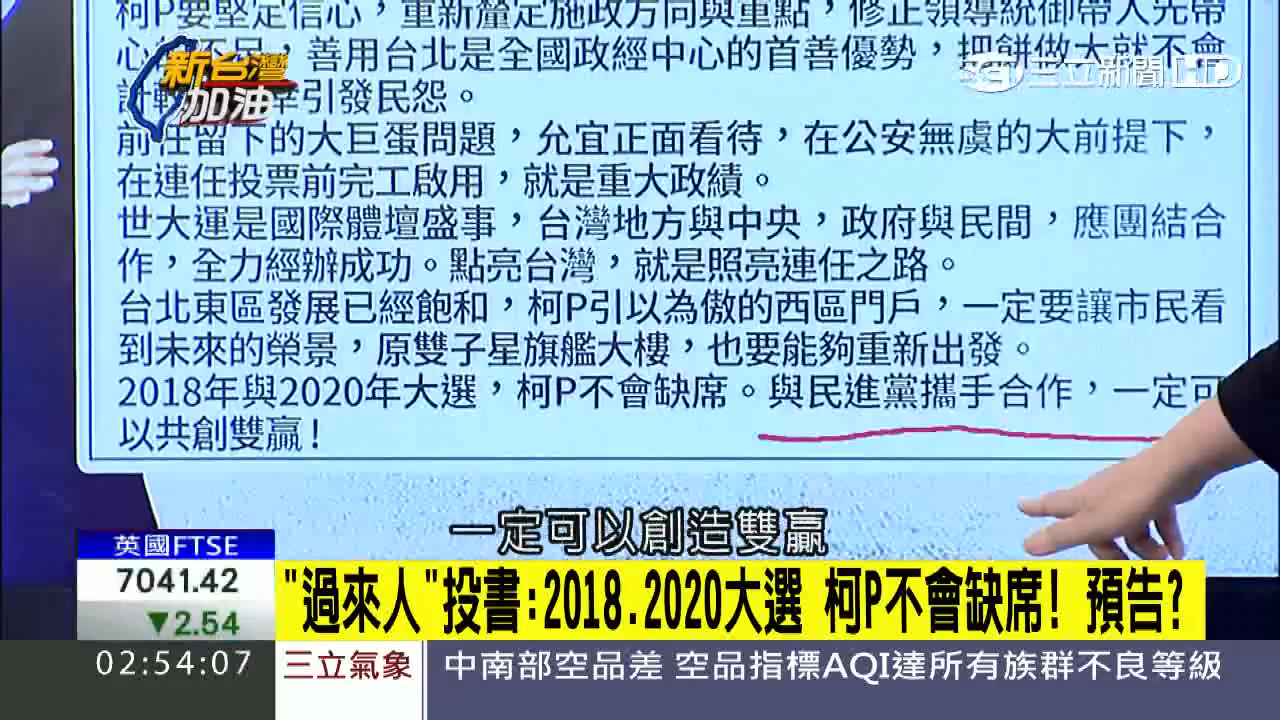 柯P要堅定信心，重新釐定施政方向與重點，修正領導統御帶人先帶
心的不足，善用台北是全國政經中心的首善優勢，把餅做大就不會
引發民怨。
前任留下的大巨蛋問題，允宜正面看待，在公安無虞的大前提下，
在連任投票前完工啟用，就是重大政績。
世大運是國際體壇盛事，台灣地方與中央，政府與民間，應團結合
作，全力經辦成功。點亮台灣，就是照亮連任之路。
台北東區發展已經飽和，柯P引以為傲的西區門戶，一定要讓市民看
到未來的榮景，原雙子星旗艦大樓，也要能夠重新出發。
2018年與2020年大選，柯P不會缺席。與民進黨攜手合作，一定可
以共創雙贏!
新台灣
加油
三立新聞HD
一定可以創造雙贏
英國FTSE
7041.42
▼2.54
"過來人"投書:2018.2020大選 柯P不會缺席! 預告?
02:54:07
三立氣象
中南部空品差 空品指標AQI達所有族群不良等級